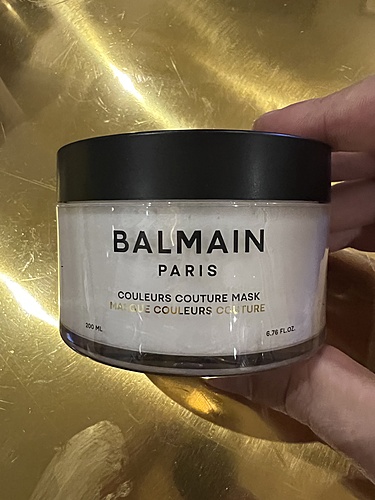 BALMAIN
PARIS
COULEURS COUTURE MASK
MASQUE COULEURS COUTURE
200 ML
6.76 FL.OZ.